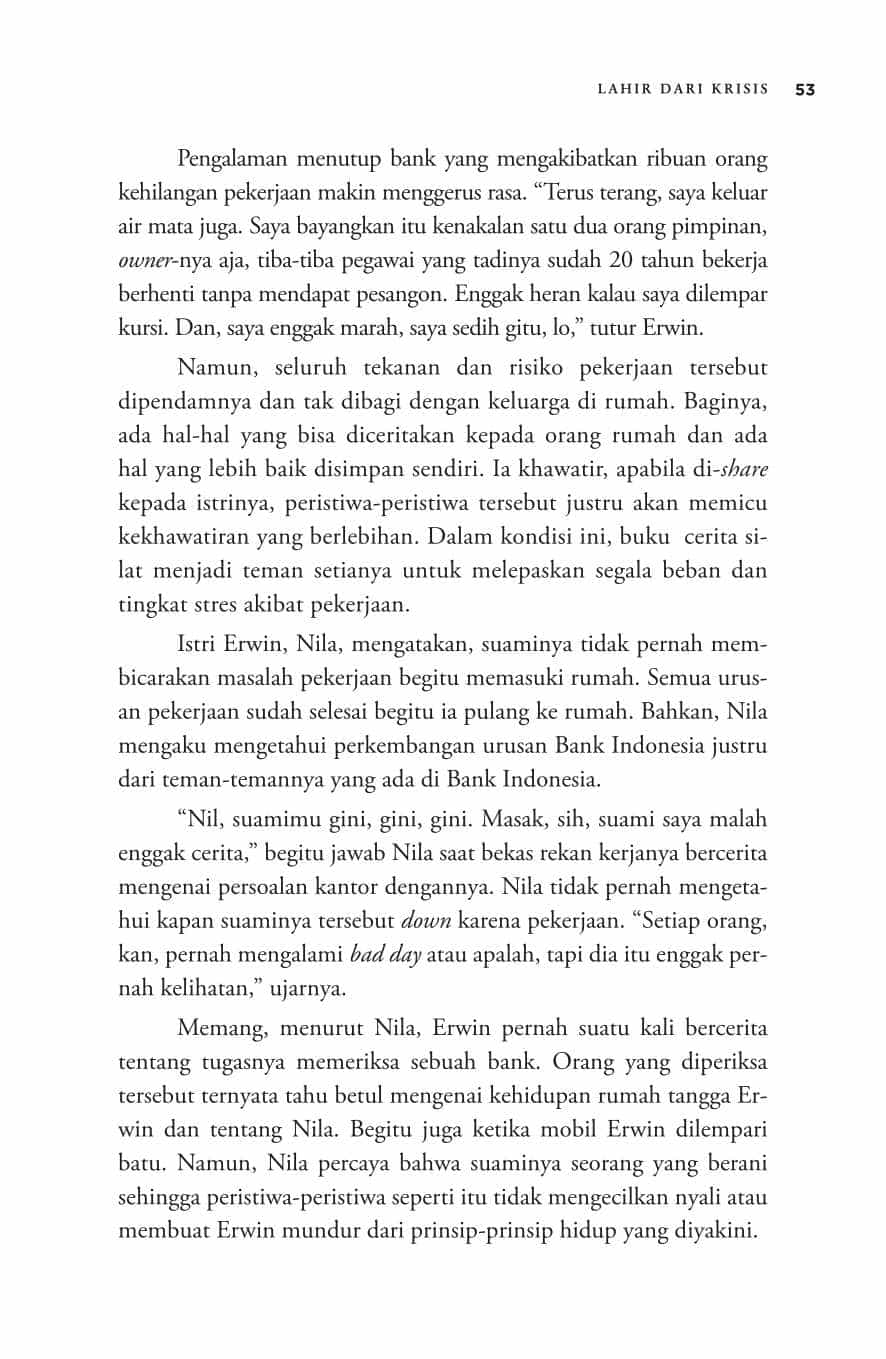 LAHIR DARI KRISIS 53
Pengalaman menutup bank yang mengakibatkan ribuan orang
kehilangan pekerjaan makin menggerus rasa. “Terus terang, saya keluar
air mata juga. Saya bayangkan itu kenakalan satu dua orang pimpinan,
owner-nya aja, tiba-tiba pegawai yang tadinya sudah 20 tahun bekerja
berhenti tanpa mendapat pesangon. Enggak heran kalau saya dilempar
kursi. Dan, saya enggak marah, saya sedih gitu, lo,” tutur Erwin.
Namun, seluruh tekanan dan risiko pekerjaan tersebut
dipendamnya dan tak dibagi dengan keluarga di rumah. Baginya,
ada hal-hal yang bisa diceritakan kepada orang rumah dan ada
hal yang lebih baik disimpan sendiri. Ia khawatir, apabila di-share
kepada istrinya, peristiwa-peristiwa tersebut justru akan memicu
kekhawatiran yang berlebihan. Dalam kondisi ini, buku cerita si-
lat menjadi teman setianya untuk melepaskan segala beban dan
tingkat stres akibat pekerjaan.
Istri Erwin, Nila, mengatakan, suaminya tidak pernah mem-
bicarakan masalah pekerjaan begitu memasuki rumah. Semua urus-
an pekerjaan sudah selesai begitu ia pulang ke rumah. Bahkan, Nila
mengaku mengetahui perkembangan urusan Bank Indonesia justru
dari teman-temannya yang ada di Bank Indonesia.
“Nil, suamimu gini, gini, gini. Masak, sih, suami saya malah
enggak cerita,” begitu jawab Nila saat bekas rekan kerjanya bercerita
mengenai persoalan kantor dengannya. Nila tidak pernah mengeta-
hui kapan suaminya tersebut down karena pekerjaan. “Setiap orang,
kan, pernah mengalami bad day atau apalah, tapi dia itu enggak per-
nah kelihatan,” ujarnya.
Memang, menurut Nila, Erwin pernah suatu kali bercerita
tentang tugasnya memeriksa sebuah bank. Orang yang diperiksa
tersebut ternyata tahu betul mengenai kehidupan rumah tangga Er-
win dan tentang Nila. Begitu juga ketika mobil Erwin dilempari
batu. Namun, Nila percaya bahwa suaminya seorang yang berani
sehingga peristiwa-peristiwa seperti itu tidak mengecilkan nyali atau
membuat Erwin mundur dari prinsip-prinsip hidup yang diyakini.